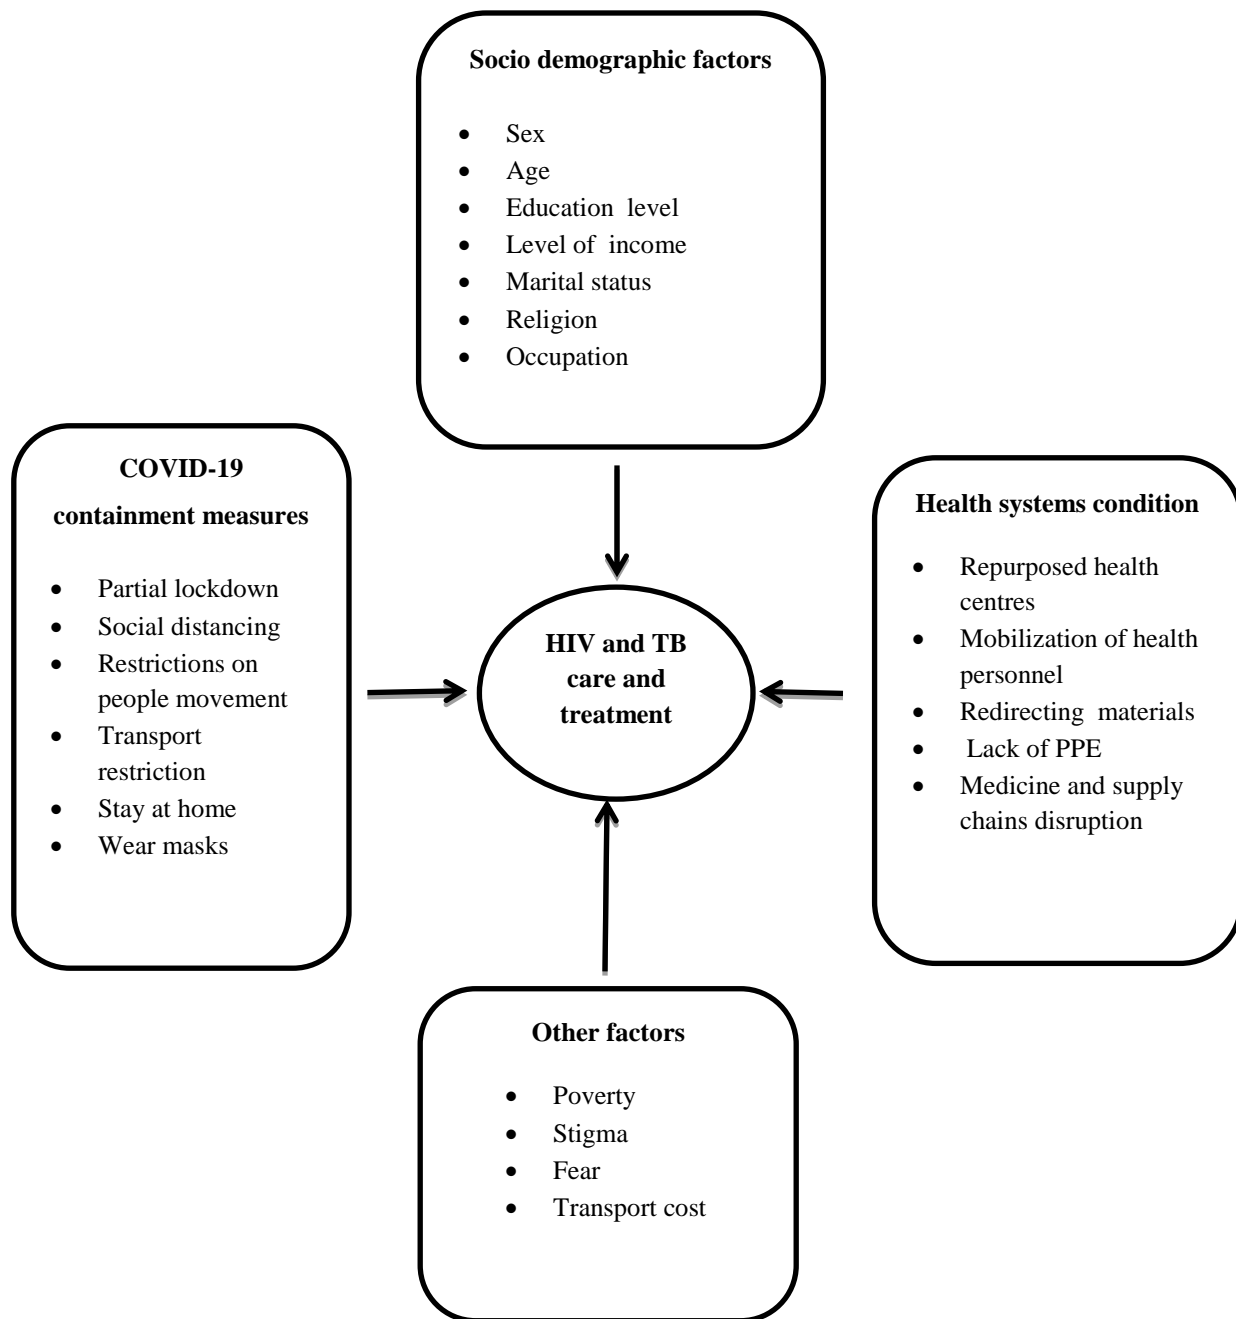 Socio demographic factors
• Sex
• Age
• Education level
• Level of income
• Marital status
• Religion
• Occupation
COVID-19
containment measures
• Partial lockdown
• Social distancing
• Restrictions on
people movement
• Transport
restriction
• Stay at home
• Wear masks
HIV and TB
care and
treatment
Health systems condition
• Repurposed health
centres
• Mobilization of health
personnel
• Redirecting materials
• Lack of PPE
• Medicine and supply
chains disruption
Other factors
• Poverty
• Stigma
• Fear
• Transport cost